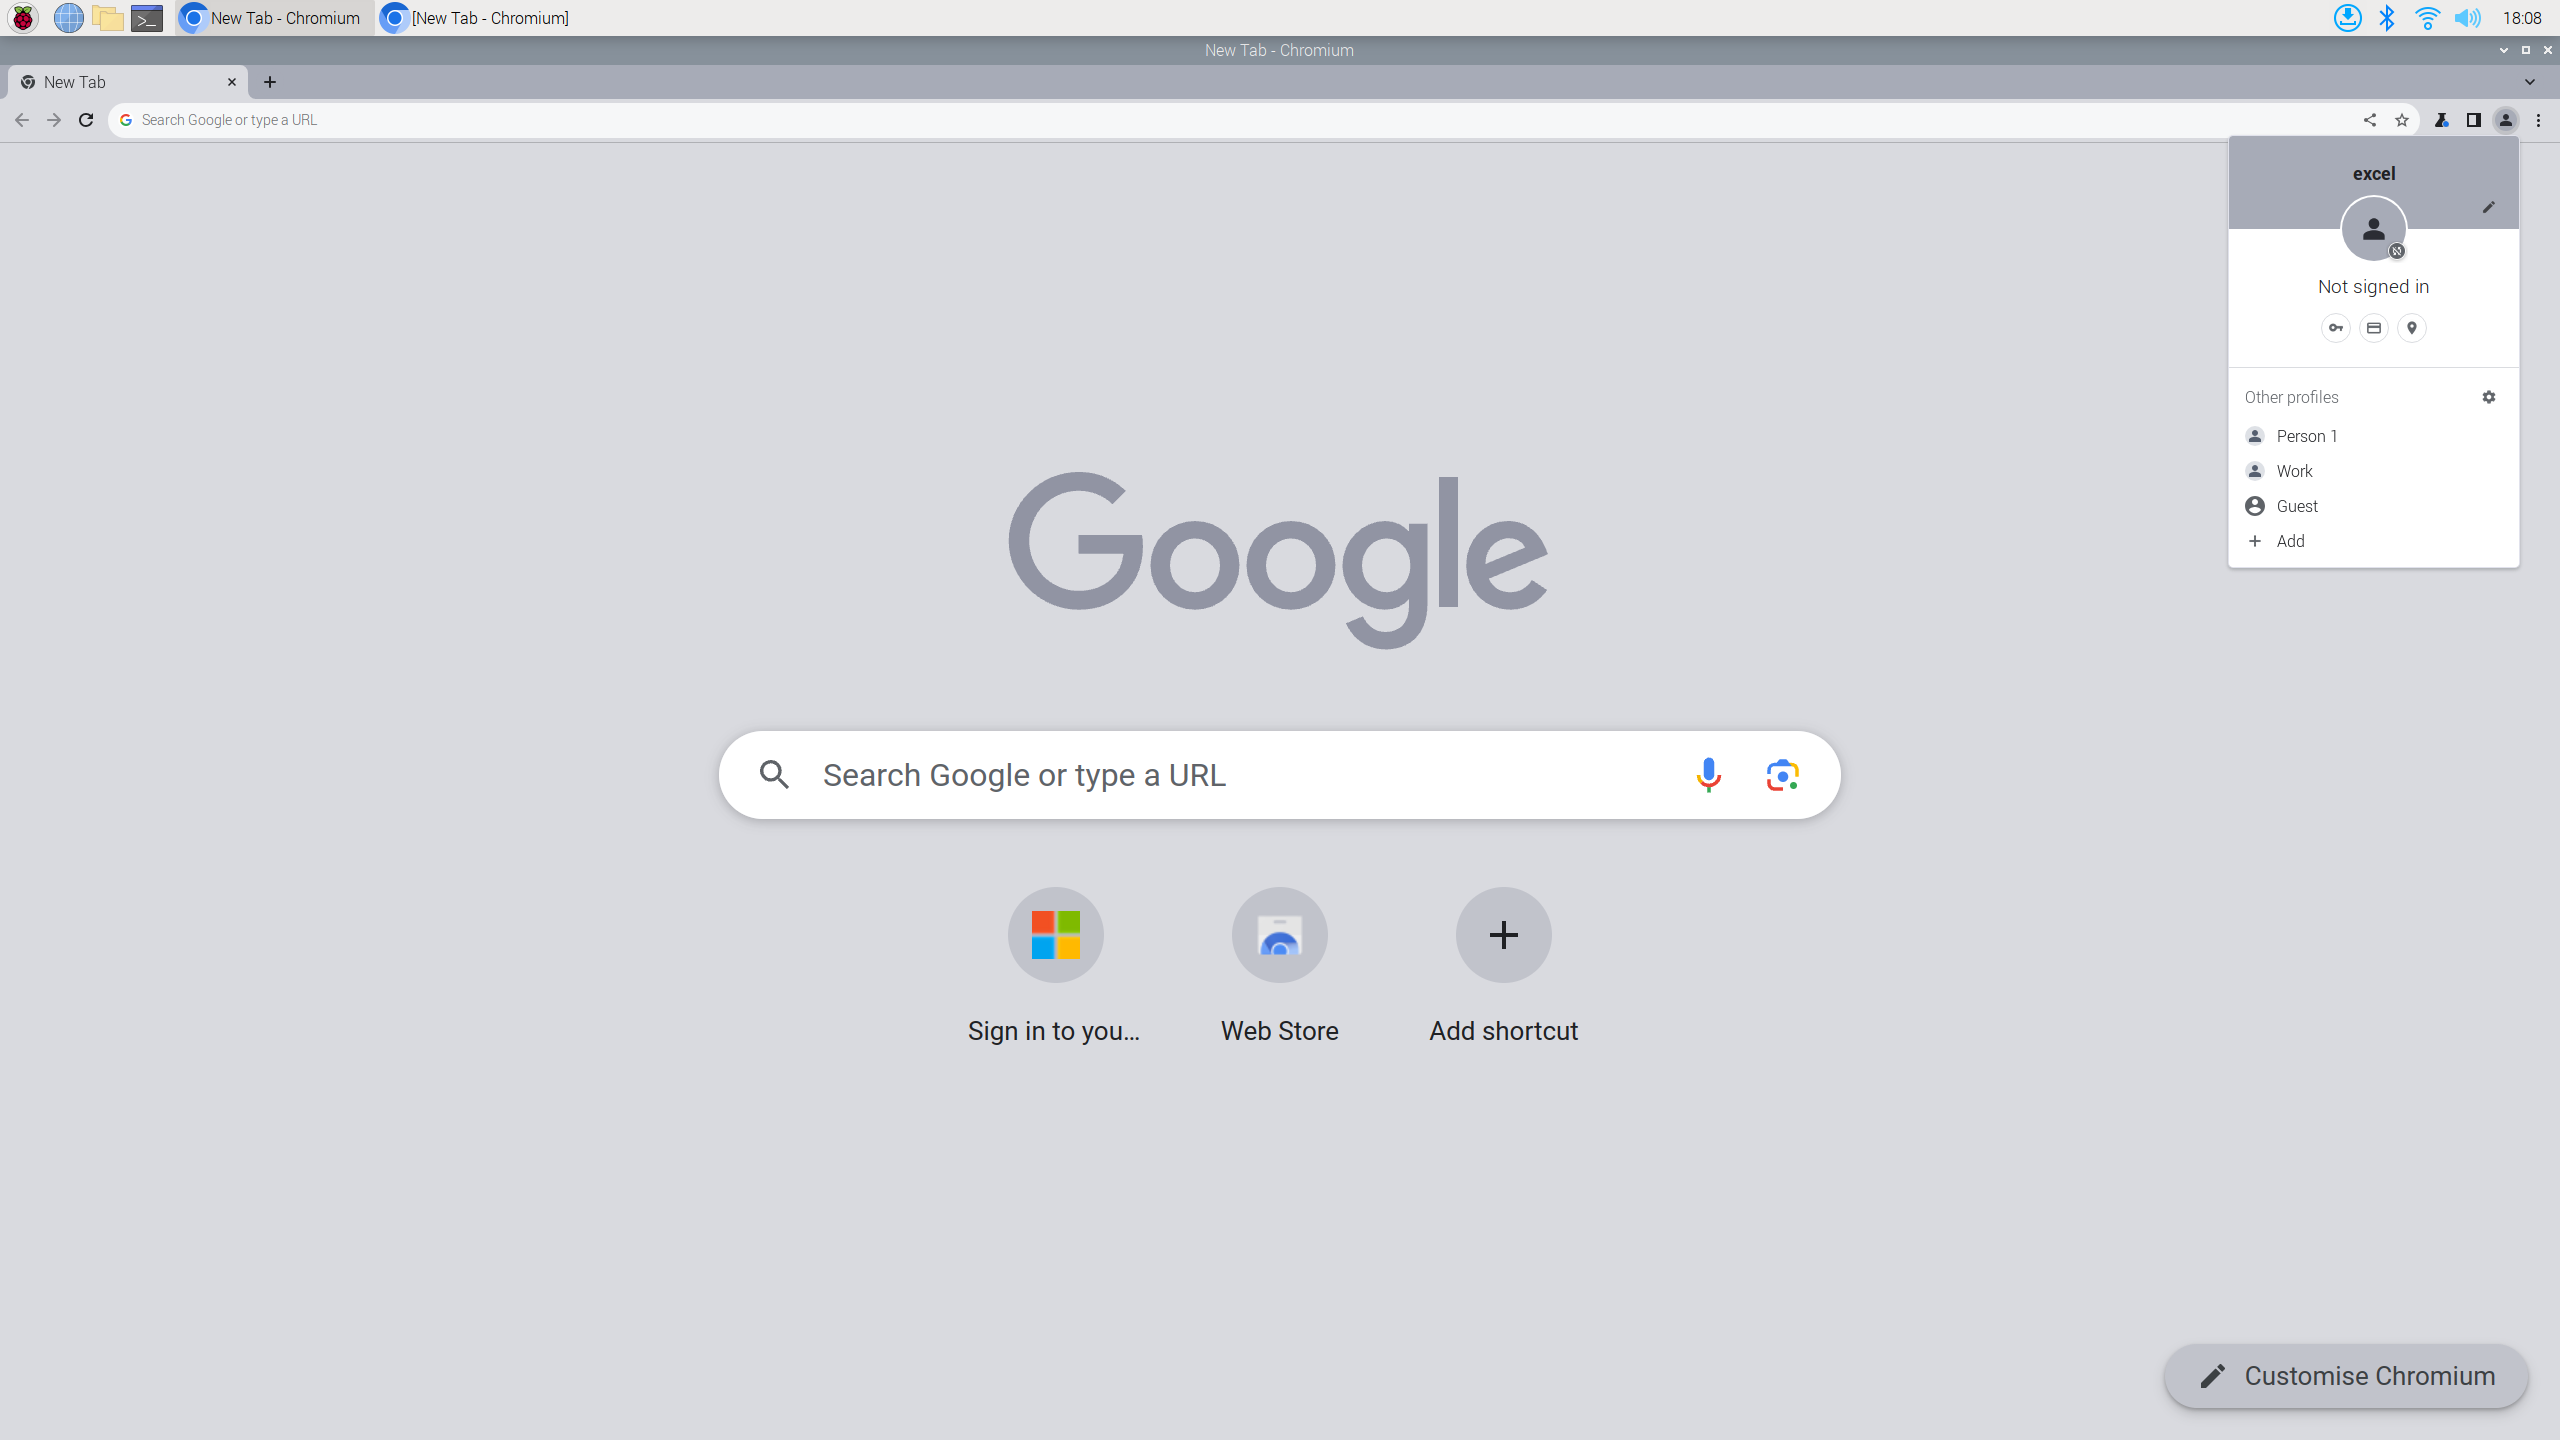 New Tab - Chromium
[New Tab - Chromium]
18:08
New Tab - Chromium
New Tab
Search Google or type a URL
excel
Not signed in
Other profiles
Person 1
Work
Guest
Add
Google
Search Google or type a URL
Sign in to you...
Web Store
Add shortcut
Customise Chromium